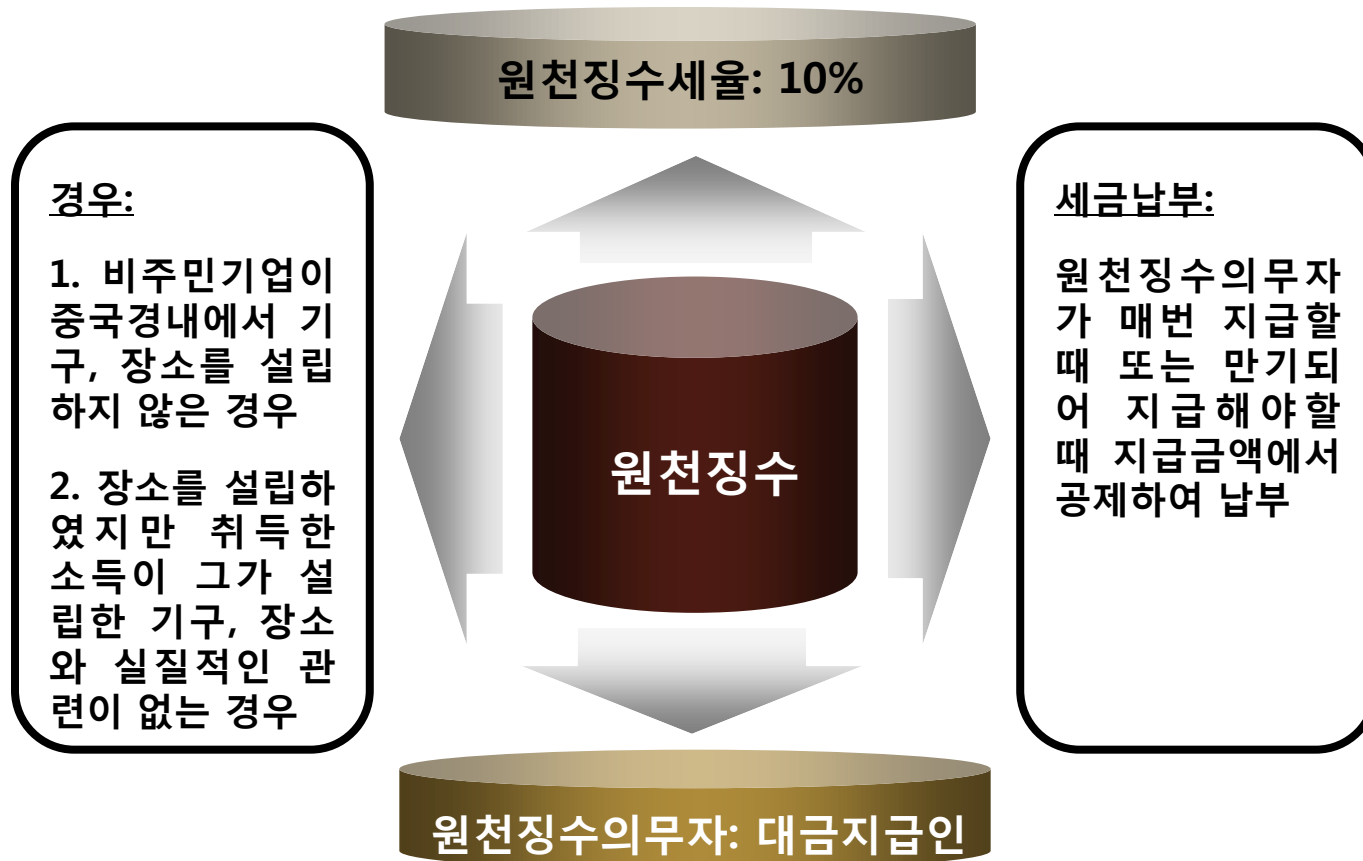 원천징수세율: 10%
경우:
1. 비주민기업이
중국경내에서 기
구, 장소를 설립
하지 않은 경우
2. 장소를 설립하
였지만 취득한
소득이 그가 설
립한 기구, 장소
와 실질적인 관
련이 없는 경우
원천징수
세금납부:
원천징수의무자
가 매번 지급할
때 또는 만기되
어 지급해야할
때 지급금액에서
공제하여 납부
원천징수의무자: 대금지급인